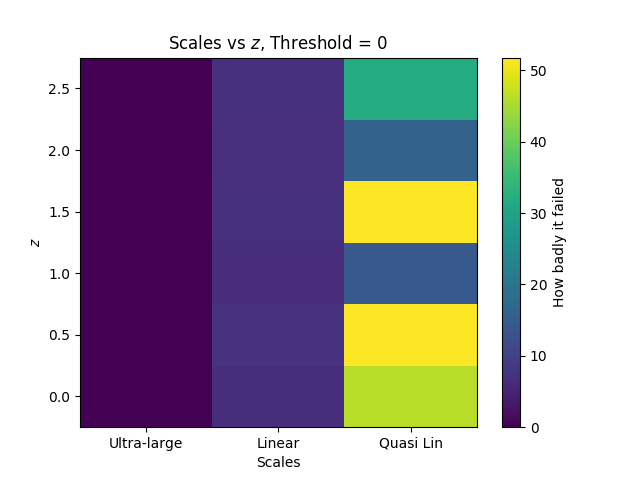 Scales vs z, Threshold = 0
z
2.5
2.0
1.5
1.0
0.5
0.0
Ultra-large
Linear
Quasi Lin
Scales
50
40
30
20
10
0
How badly it failed